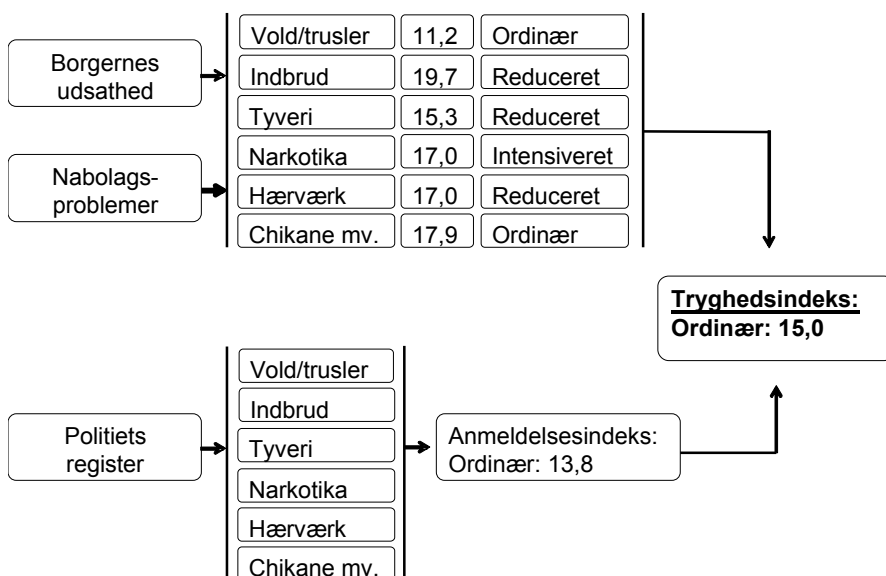 Borgernes
udsathed
Nabolags-
problemer
Vold/trusler 11,2 Ordinær
Indbrud 19,7 Reduceret
Tyveri 15,3 Reduceret
Narkotika 17,0 Intensiveret
Hærværk 17,0 Reduceret
Chikane mv. 17,9 Ordinær
Tryghedsindeks:
Ordinær: 15,0
Politiets
register
Vold/trusler
Indbrud
Tyveri
Narkotika
Hærværk
Chikane mv.
Anmeldelsesindeks:
Ordinær: 13,8